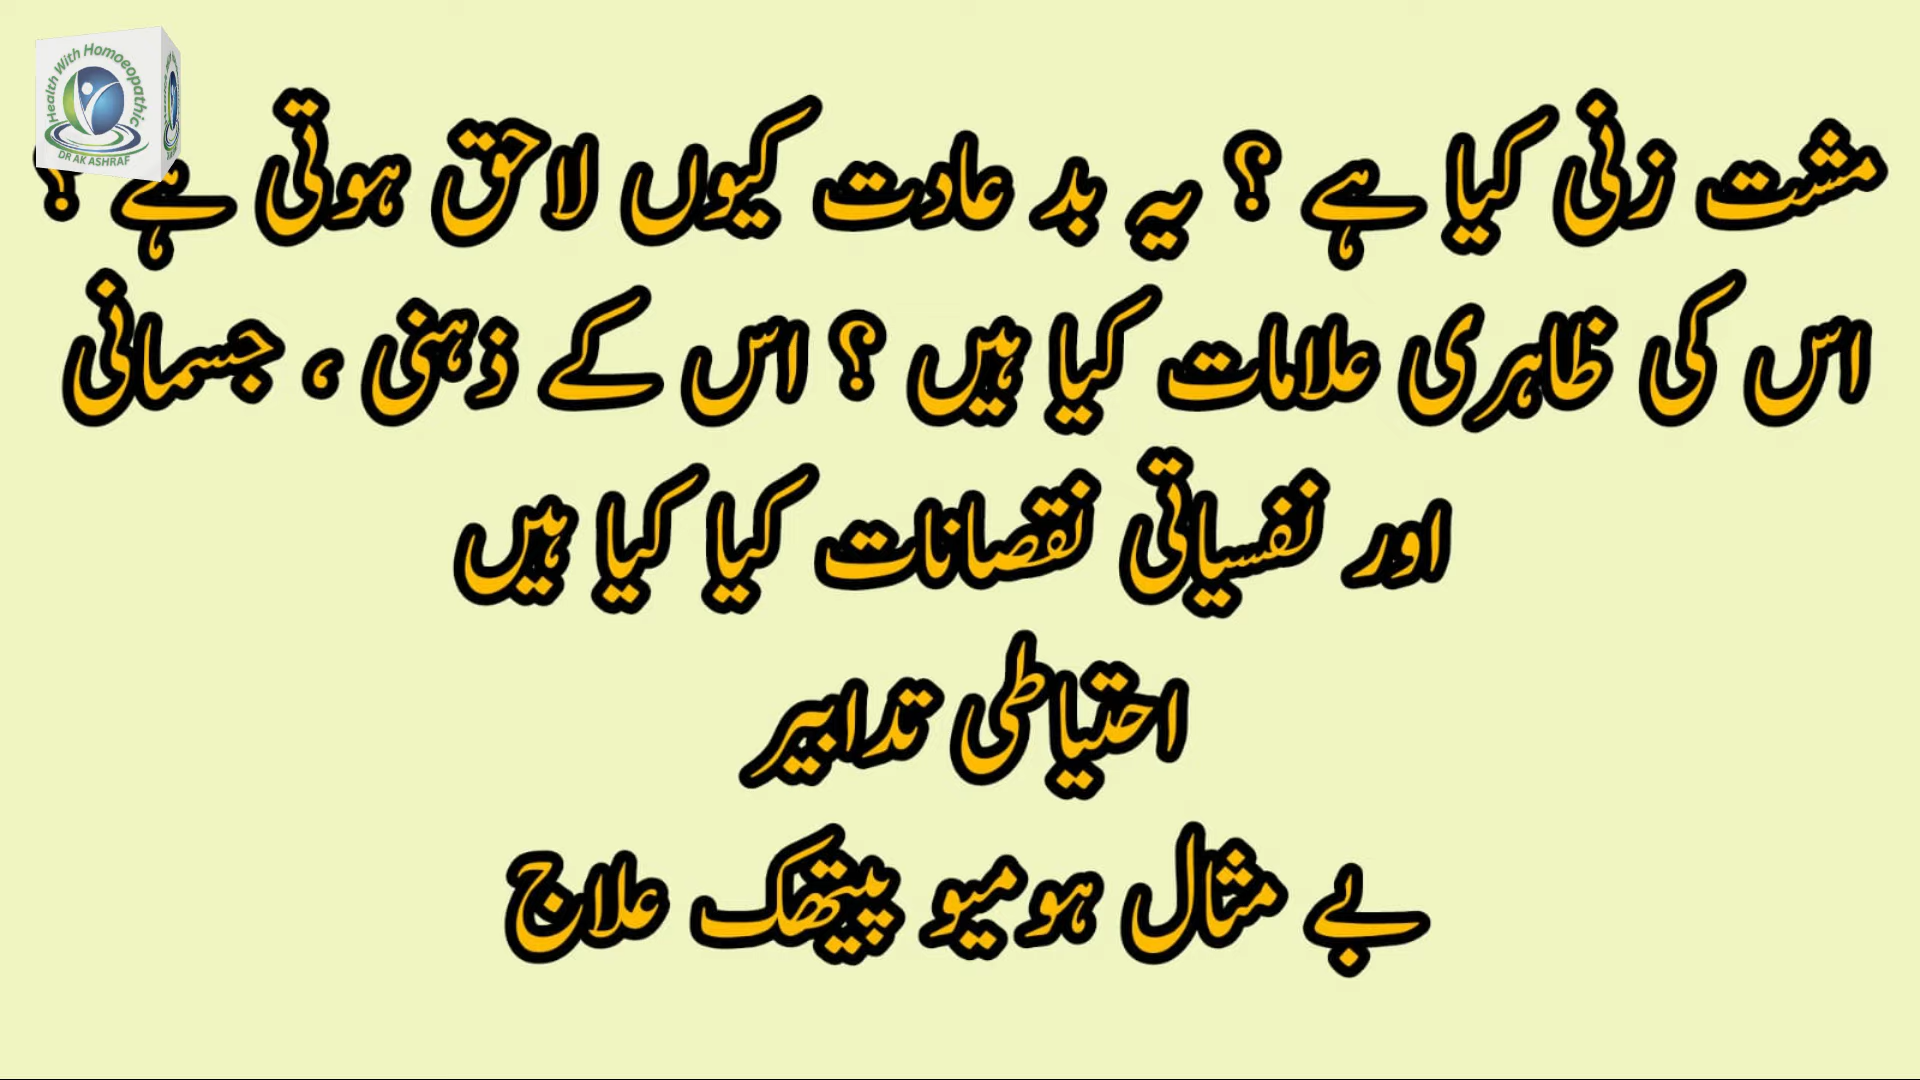 Health With Homoeopathic
DR AK ASHRAF
مشت زنی کیا ہے ؟ یہ بد عادت کیوں لاحق ہوتی ہے ؟
اس کی ظاہری علامات کیا ہیں ؟ اس کے ذہنی ، جسمانی
اور نفسیاتی نقصانات کیا کیا ہیں
احتیاطی تدابیر
بے مثال ہومیو پیتھک علاج